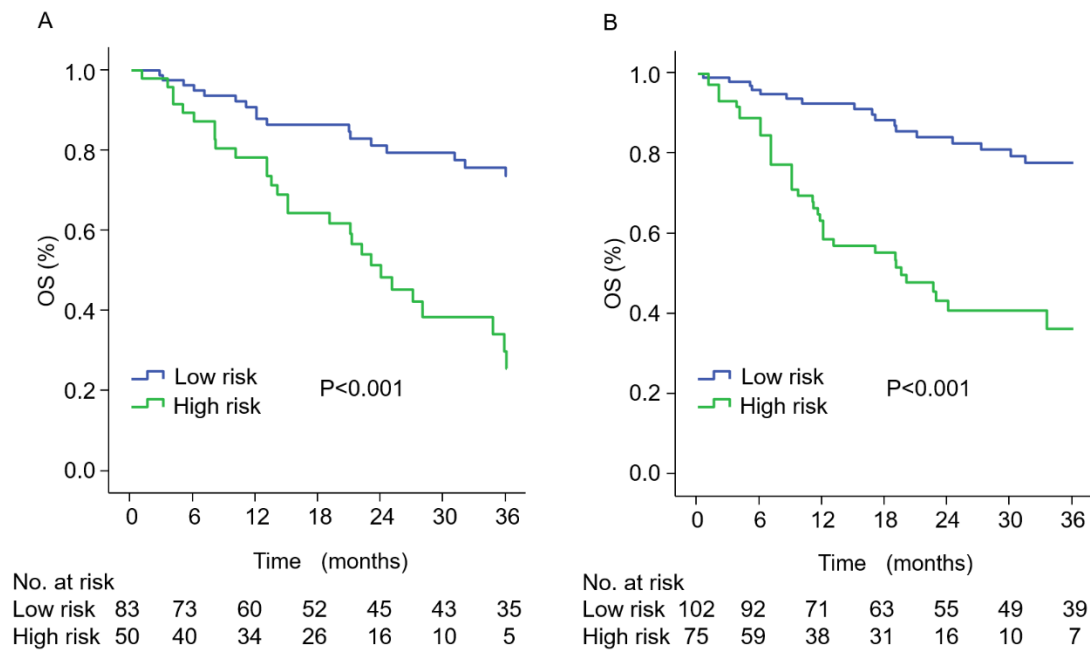 A
OS (%)
1.0
0.8
0.6
0.4
0.2
0.0
Low risk
High risk
P<0.001
0 6 12 18 24 30 36
Time (months)
No. at risk
Low risk 83 73 60 52 45 43 35
High risk 50 40 34 26 16 10 5
B
OS (%)
1.0
0.8
0.6
0.4
0.2
0.0
Low risk
High risk
P<0.001
0 6 12 18 24 30 36
Time (months)
No. at risk
Low risk 102 92 71 63 55 49 39
High risk 75 59 38 31 16 10 7